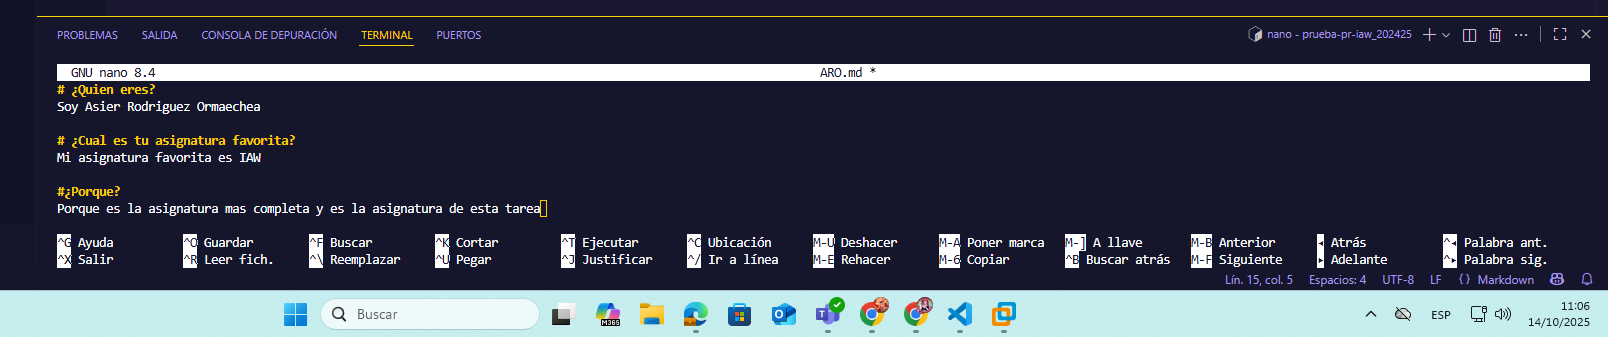 PROBLEMAS SALIDA CONSOLA DE DEPURACIÓN TERMINAL PUERTOS nano - prueba-pr-iaw_202425
GNU nano 8.4 ARO.md *
# ¿Quien eres?
Soy Asier Rodriguez Ormaechea
# ¿Cual es tu asignatura favorita?
Mi asignatura favorita es IAW
#¿Porque?
Porque es la asignatura mas completa y es la asignatura de esta tarea
^G Ayuda ^O Guardar ^F Buscar ^K Cortar ^T Ejecutar ^C Ubicación M-U Deshacer M-A Poner marca M-] A llave M-B Anterior ◂ Atrás ^◂ Palabra ant.
^X Salir ^R Leer fich. ^\ Reemplazar ^U Pegar ^J Justificar ^/ Ir a línea M-E Rehacer M-6 Copiar ^B Buscar atrás M-F Siguiente ▸ Adelante ^▸ Palabra sig.
Lín. 15, col. 5 Espacios: 4 UTF-8 LF {} Markdown
Buscar M365 ESP 11:06
14/10/2025